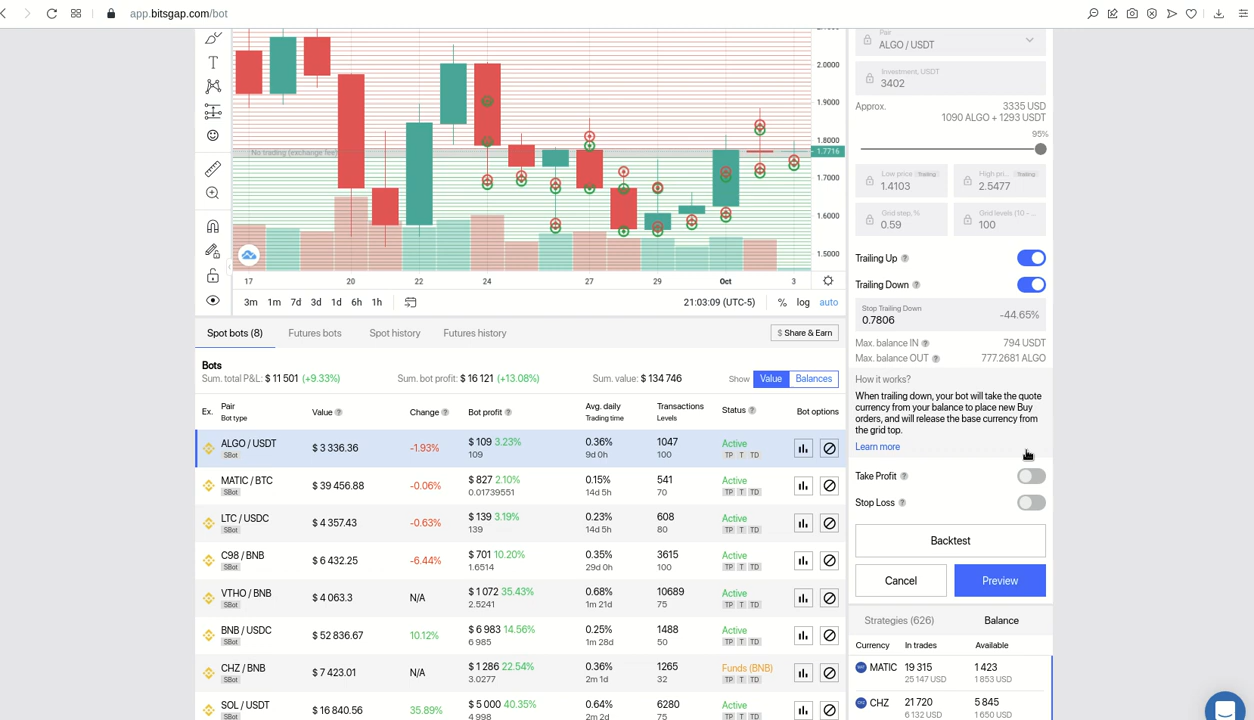 app.bitsgap.com/bot
Pair
ALGO / USDT
Investment, USDT
3402
Approx.
3335 USD
1090 ALGO + 1293 USDT
95%
Low price Trading
1.4103
High pri... Trading
2.5477
Grid step, %
0.59
Grid levels (10 – ...
100
Trailing Up
Trailing Down
Stop Trailing Down
0.7806
-44.65%
Max. balance IN
794 USDT
Max. balance OUT
777.2681 ALGO
How it works?
When trailing down, your bot will take the quote
currency from your balance to place new Buy
orders, and will release the base currency from
the grid top.
Learn more
Take Profit
Stop Loss
Backtest
Cancel
Preview
Strategies (626)
Balance
Currency In trades Available
MATIC 19 315 1 423
25 147 USD 1 853 USD
CHZ 21 720 5 845
6 132 USD 1 650 USD
No trading (exchange fee)
2.0000
1.9000
1.8000
1.7716
1.7000
1.6000
1.5000
17 20 22 24 27 29 Oct 3
3m 1m 7d 3d 1d 6h 1h
21:03:09 (UTC-5) % log auto
Spot bots (8) Futures bots Spot history Futures history
$ Share & Earn
Bots
Sum. total P&L: $ 11 501 (+9.33%) Sum. bot profit: $ 16 121 (+13.08%) Sum. value: $ 134 746 Show Value Balances
Ex. Pair
Bot type
Value Change Bot profit
Avg. daily
Trading time
Transactions
Levels
Status Bot options
ALGO / USDT
SBot
$ 3 336.36 -1.93%
$ 109 3.23%
109
0.36%
9d 0h
1047
100
Active
TP T TD
MATIC / BTC
SBot
$ 39 456.88 -0.06%
$ 827 2.10%
0.01739551
0.15%
14d 5h
541
70
Active
TP T TD
LTC / USDC
SBot
$ 4 357.43 -0.63%
$ 139 3.19%
139
0.23%
14d 5h
608
80
Active
TP T TD
C98 / BNB
SBot
$ 6 432.25 -6.44%
$ 701 10.20%
1.6514
0.35%
29d 0h
3615
100
Active
TP T TD
VTHO / BNB
SBot
$ 4 063.3 N/A
$ 1 072 35.43%
2.5241
0.68%
1m 21d
10689
75
Active
TP T TD
BNB / USDC
SBot
$ 52 836.67 10.12%
$ 6 983 14.56%
6 985
0.25%
1m 28d
1488
50
Active
TP T TD
CHZ / BNB
SBot
$ 7 423.01 N/A
$ 1 286 22.54%
3.0277
0.36%
2m 1d
1265
32
Funds (BNB)
TP T TD
SOL / USDT
SBot
$ 16 840.56 35.89%
$ 5 000 40.35%
4 998
0.64%
2m 2d
6280
75
Active
TP T TD